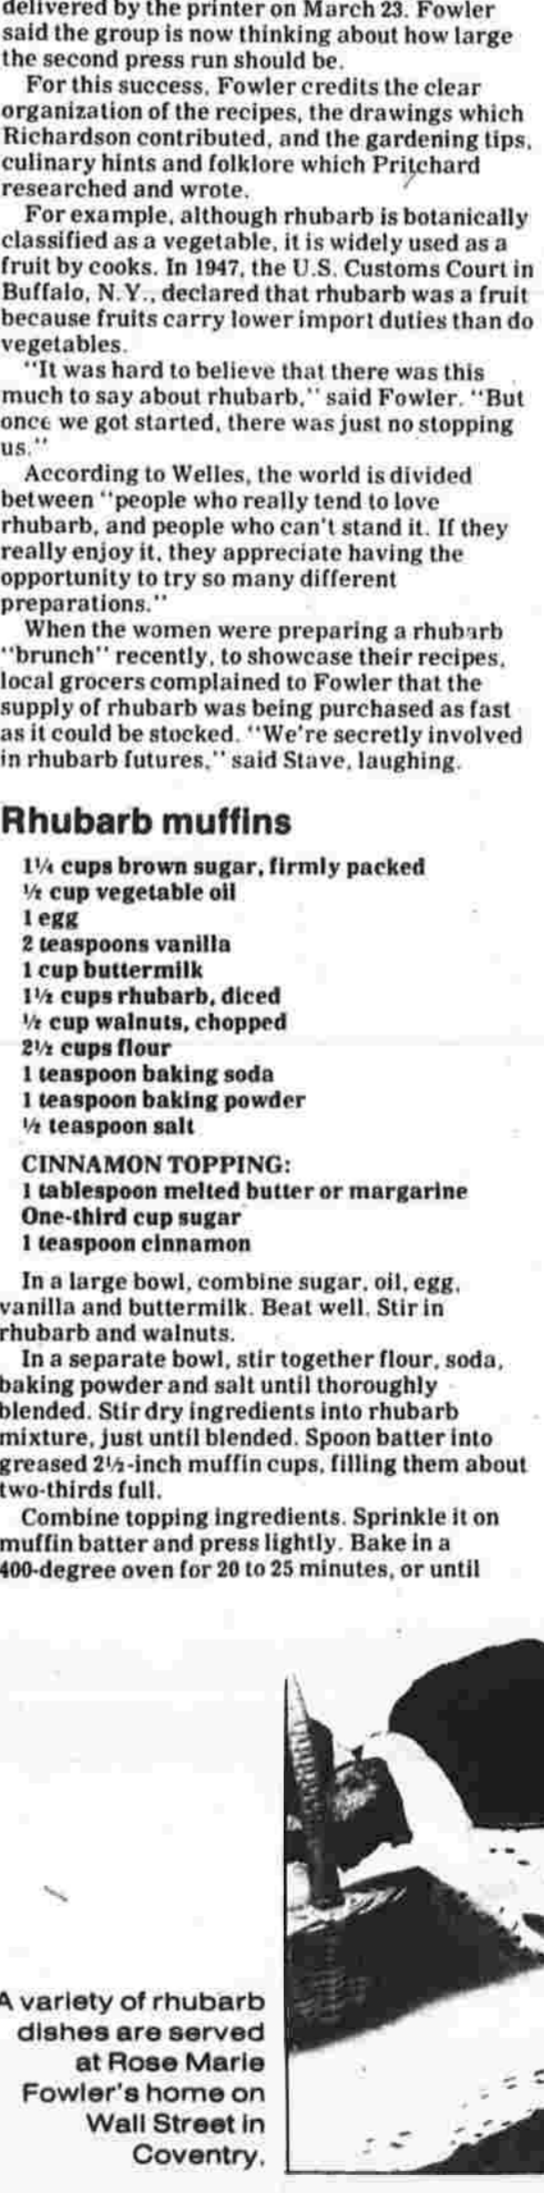 delivered by the printer on March 23. Fowler
said the group is now thinking about how large
the second press run should be.
For this success, Fowler credits the clear
organization of the recipes, the drawings which
Richardson contributed, and the gardening tips,
culinary hints and folklore which Pritchard
researched and wrote.
For example, although rhubarb is botanically
classified as a vegetable, it is widely used as a
fruit by cooks. In 1947, the U.S. Customs Court in
Buffalo, N.Y., declared that rhubarb was a fruit
because fruits carry lower import duties than do
vegetables.
"It was hard to believe that there was this
much to say about rhubarb," said Fowler. "But
once we got started, there was just no stopping
us."
According to Welles, the world is divided
between "people who really tend to love
rhubarb, and people who can't stand it. If they
really enjoy it, they appreciate having the
opportunity to try so many different
preparations."
When the women were preparing a rhubarb
"brunch" recently, to showcase their recipes,
local grocers complained to Fowler that the
supply of rhubarb was being purchased as fast
as it could be stocked. "We're secretly involved
in rhubarb futures," said Stave, laughing.
Rhubarb muffins
1¼ cups brown sugar, firmly packed
½ cup vegetable oil
1 egg
2 teaspoons vanilla
1 cup buttermilk
1½ cups rhubarb, diced
½ cup walnuts, chopped
2½ cups flour
1 teaspoon baking soda
1 teaspoon baking powder
½ teaspoon salt
CINNAMON TOPPING:
1 tablespoon melted butter or margarine
One-third cup sugar
1 teaspoon cinnamon
In a large bowl, combine sugar, oil, egg,
vanilla and buttermilk. Beat well. Stir in
rhubarb and walnuts.
In a separate bowl, stir together flour, soda,
baking powder and salt until thoroughly
blended. Stir dry ingredients into rhubarb
mixture, just until blended. Spoon batter into
greased 2½-inch muffin cups, filling them about
two-thirds full.
Combine topping ingredients. Sprinkle it on
muffin batter and press lightly. Bake in a
400-degree oven for 20 to 25 minutes, or until
A variety of rhubarb
dishes are served
at Rose Marie
Fowler's home on
Wall Street in
Coventry.